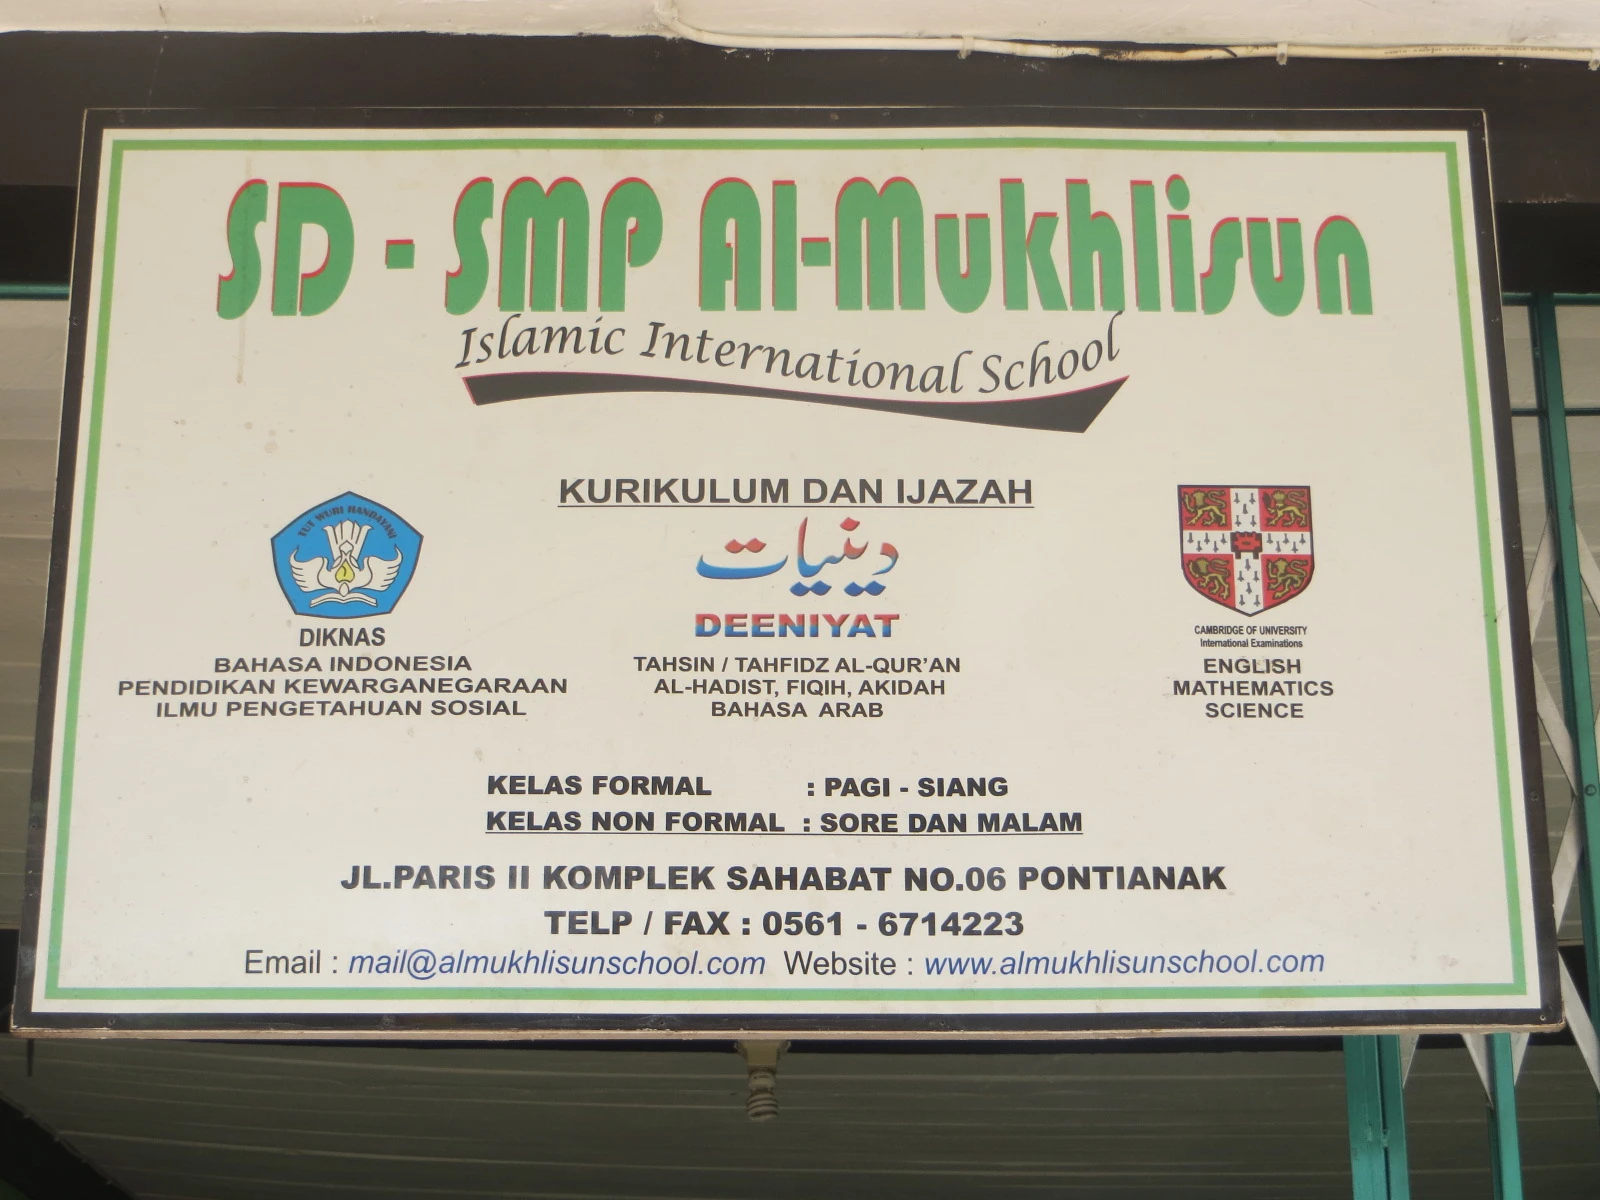 SD - SMP Al-Mukhlisun
Islamic International School
KURIKULUM DAN IJAZAH
TUT WURI HANDAYANI
DIKNAS
BAHASA INDONESIA
PENDIDIKAN KEWARGANEGARAAN
ILMU PENGETAHUAN SOSIAL
دینیات
DEENIYAT
TAHSIN / TAHFIDZ AL-QUR'AN
AL-HADIST, FIQIH, AKIDAH
BAHASA ARAB
CAMBRIDGE OF UNIVERSITY
International Examinations
ENGLISH
MATHEMATICS
SCIENCE
KELAS FORMAL : PAGI - SIANG
KELAS NON FORMAL : SORE DAN MALAM
JL.PARIS II KOMPLEK SAHABAT NO.06 PONTIANAK
TELP / FAX : 0561 - 6714223
Email : mail@almukhlisunschool.com Website : www.almukhlisunschool.com